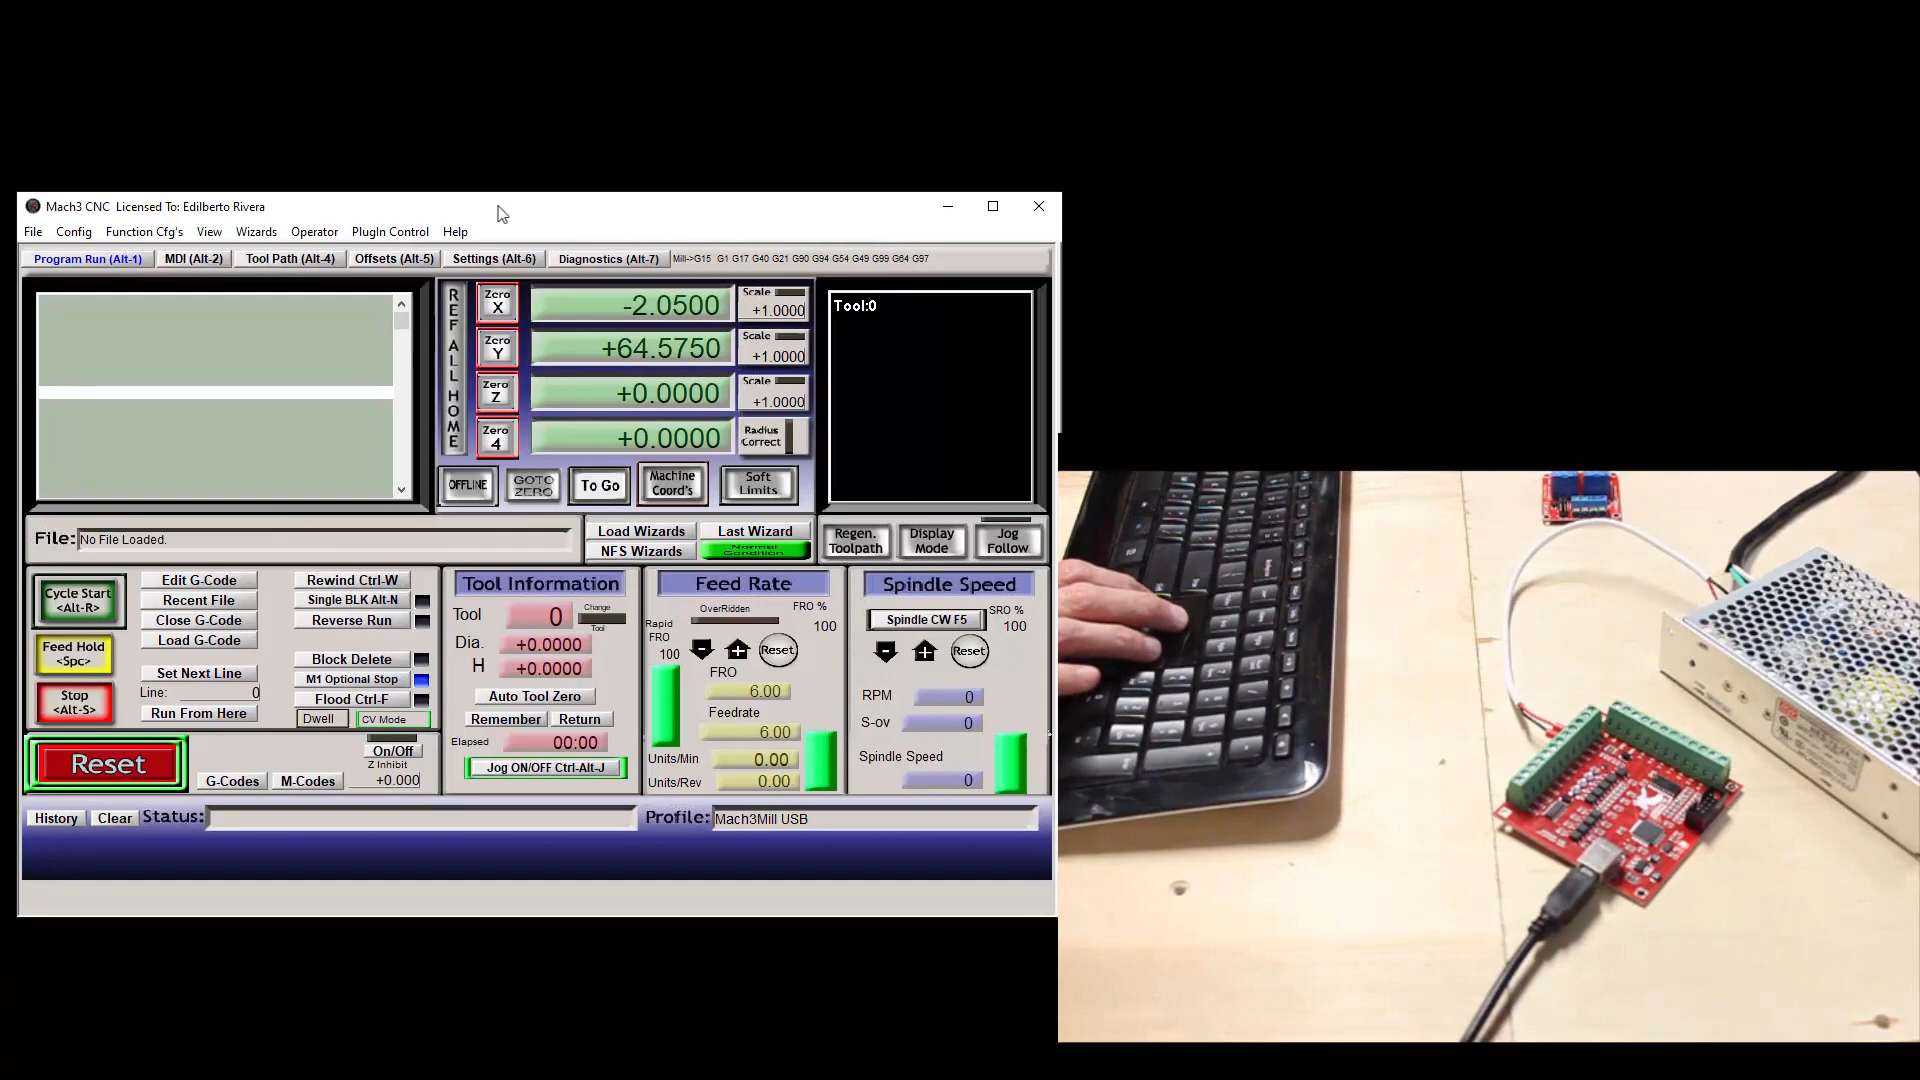 Mach3 CNC Licensed To: Edilberto Rivera
File Config Function Cfg's View Wizards Operator PlugIn Control Help
Program Run (Alt-1) MDI (Alt-2) Tool Path (Alt-4) Offsets (Alt-5) Settings (Alt-6) Diagnostics (Alt-7) Mill->G15 G1 G17 G40 G21 G90 G94 G54 G49 G99 G64 G97
REF ALL HOME
Zero X -2.0500 Scale +1.0000
Zero Y +64.5750 Scale +1.0000
Zero Z +0.0000 Scale +1.0000
Zero 4 +0.0000 Radius Correct
OFFLINE GOTO ZERO To Go Machine Coord's Soft Limits
Tool:0
File: No File Loaded.
Load Wizards Last Wizard
NFS Wizards Normal Condition
Regen. Toolpath Display Mode Jog Follow
Cycle Start <Alt-R>
Feed Hold <Spc>
Stop <Alt-S>
Edit G-Code
Recent File
Close G-Code
Load G-Code
Set Next Line
Line: 0
Run From Here
Rewind Ctrl-W
Single BLK Alt-N
Reverse Run
Block Delete
M1 Optional Stop
Flood Ctrl-F
Dwell CV Mode
Reset
G-Codes M-Codes
On/Off
Z Inhibit
+0.000
Tool Information
Tool 0 Change Tool
Dia. +0.0000
H +0.0000
Auto Tool Zero
Remember Return
Elapsed 00:00
Jog ON/OFF Ctrl-Alt-J
Feed Rate
OverRidden FRO %
100
Rapid FRO
100
Reset
FRO
6.00
Feedrate
6.00
Units/Min 0.00
Units/Rev 0.00
Spindle Speed
Spindle CW F5 SRO %
100
Reset
RPM 0
S-ov 0
Spindle Speed
0
History Clear Status: Profile: Mach3Mill USB